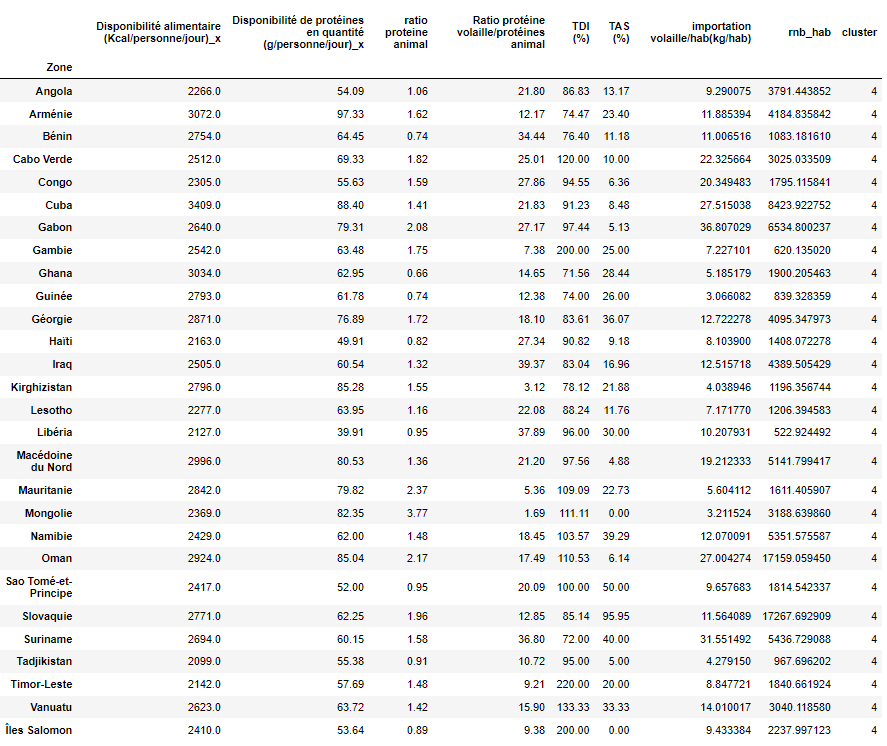 Disponibilité alimentaire (Kcal/personne/jour)_x Disponibilité de protéines en quantité (g/personne/jour)_x ratio proteine animal Ratio protéine volaille/protéines animal TDI (%) TAS (%) importation volaille/hab(kg/hab) rnb_hab cluster
Zone
Angola 2266.0 54.09 1.06 21.80 86.83 13.17 9.290075 3791.443852 4
Arménie 3072.0 97.33 1.62 12.17 74.47 23.40 11.885394 4184.835842 4
Bénin 2754.0 64.45 0.74 34.44 76.40 11.18 11.006516 1083.181610 4
Cabo Verde 2512.0 69.33 1.82 25.01 120.00 10.00 22.325664 3025.033509 4
Congo 2305.0 55.63 1.59 27.86 94.55 6.36 20.349483 1795.115841 4
Cuba 3409.0 88.40 1.41 21.83 91.23 8.48 27.515038 8423.922752 4
Gabon 2640.0 79.31 2.08 27.17 97.44 5.13 36.807029 6534.800237 4
Gambie 2542.0 63.48 1.75 7.38 200.00 25.00 7.227101 620.135020 4
Ghana 3034.0 62.95 0.66 14.65 71.56 28.44 5.185179 1900.205463 4
Guinée 2793.0 61.78 0.74 12.38 74.00 26.00 3.066082 839.328359 4
Géorgie 2871.0 76.89 1.72 18.10 83.61 36.07 12.722278 4095.347973 4
Haïti 2163.0 49.91 0.82 27.34 90.82 9.18 8.103900 1408.072278 4
Iraq 2505.0 60.54 1.32 39.37 83.04 16.96 12.515718 4389.505429 4
Kirghizistan 2796.0 85.28 1.55 3.12 78.12 21.88 4.038946 1196.356744 4
Lesotho 2277.0 63.95 1.16 22.08 88.24 11.76 7.171770 1206.394583 4
Libéria 2127.0 39.91 0.95 37.89 96.00 30.00 10.207931 522.924492 4
Macédoine du Nord 2996.0 80.53 1.36 21.20 97.56 4.88 19.212333 5141.799417 4
Mauritanie 2842.0 79.82 2.37 5.36 109.09 22.73 5.604112 1611.405907 4
Mongolie 2369.0 82.35 3.77 1.69 111.11 0.00 3.211524 3188.639860 4
Namibie 2429.0 62.00 1.48 18.45 103.57 39.29 12.070091 5351.575587 4
Oman 2924.0 85.04 2.17 17.49 110.53 6.14 27.004274 17159.059450 4
Sao Tomé-et-Principe 2417.0 52.00 0.95 20.09 100.00 50.00 9.657683 1814.542337 4
Slovaquie 2771.0 62.25 1.96 12.85 85.14 95.95 11.564089 17267.692909 4
Suriname 2694.0 60.15 1.58 36.80 72.00 40.00 31.551492 5436.729088 4
Tadjikistan 2099.0 55.38 0.91 10.72 95.00 5.00 4.279150 967.696202 4
Timor-Leste 2142.0 57.69 1.48 9.21 220.00 20.00 8.847721 1840.661924 4
Vanuatu 2623.0 63.72 1.42 15.90 133.33 33.33 14.010017 3040.118580 4
Îles Salomon 2410.0 53.64 0.89 9.38 200.00 0.00 9.433384 2237.997123 4